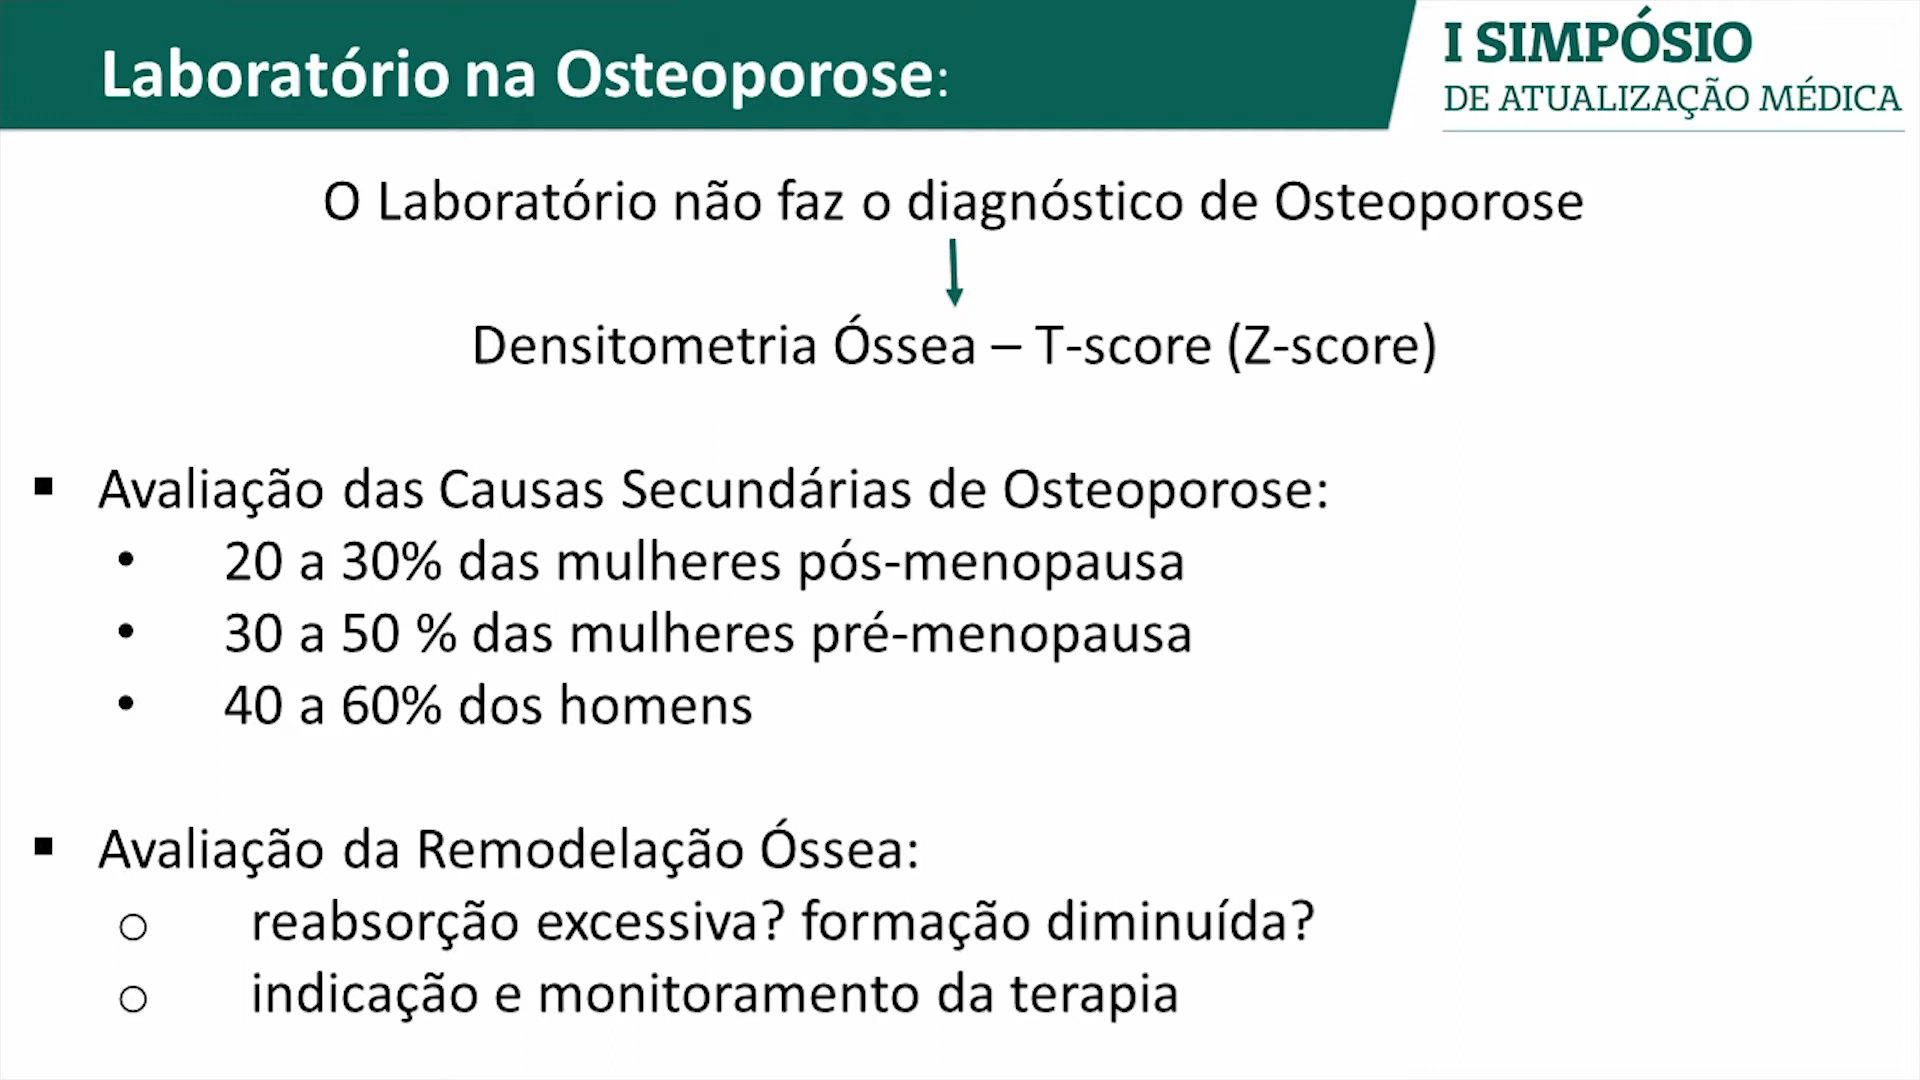 Laboratório na Osteoporose:
I SIMPÓSIO
DE ATUALIZAÇÃO MÉDICA
O Laboratório não faz o diagnóstico de Osteoporose
Densitometria Óssea – T-score (Z-score)
▪ Avaliação das Causas Secundárias de Osteoporose:
• 20 a 30% das mulheres pós-menopausa
• 30 a 50 % das mulheres pré-menopausa
• 40 a 60% dos homens
▪ Avaliação da Remodelação Óssea:
o reabsorção excessiva? formação diminuída?
o indicação e monitoramento da terapia